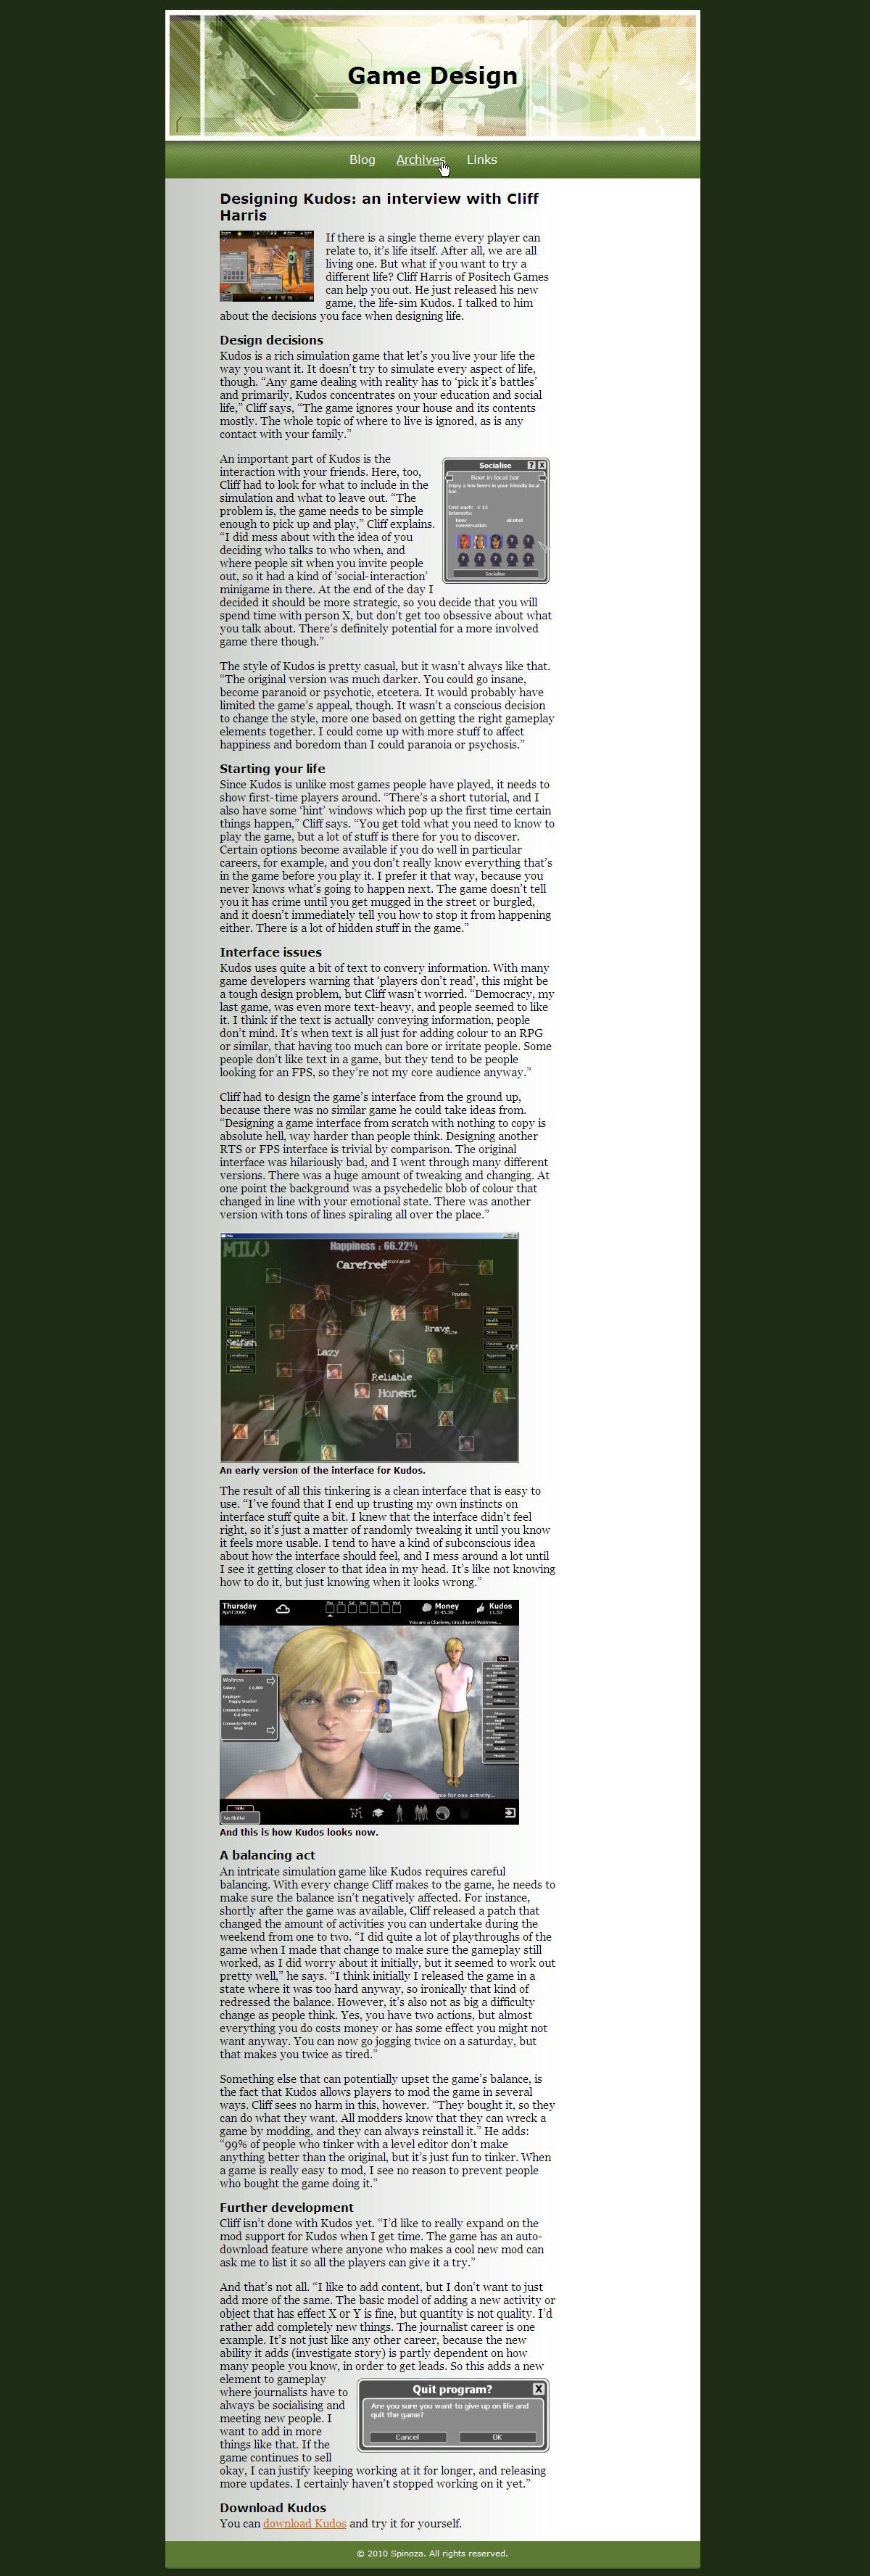 Game Design
Blog Archives Links
Designing Kudos: an interview with Cliff
Harris
If there is a single theme every player can
relate to, it's life itself. After all, we are all
living one. But what if you want to try a
different life? Cliff Harris of Positech Games
can help you out. He just released his new
game, the life-sim Kudos. I talked to him
about the decisions you face when designing life.
Design decisions
Kudos is a rich simulation game that let's you live your life the
way you want it. It doesn't try to simulate every aspect of life,
though. “Any game dealing with reality has to ‘pick it's battles’
and primarily, Kudos concentrates on your education and social
life,” Cliff says, “The game ignores your house and its contents
mostly. The whole topic of where to live is ignored, as is any
contact with your family.”
An important part of Kudos is the
interaction with your friends. Here, too,
Cliff had to look for what to include in the
simulation and what to leave out. “The
problem is, the game needs to be simple
enough to pick up and play,” Cliff explains.
“I did mess about with the idea of you
deciding who talks to who when, and
where people sit when you invite people
out, so it had a kind of ’social-interaction’
minigame in there. At the end of the day I
decided it should be more strategic, so you decide that you will
spend time with person X, but don't get too obsessive about what
you talk about. There's definitely potential for a more involved
game there though.”
Socialise ? X
Beer in local bar
Enjoy a few beers in your friendly local
bar.
Cost each: $ 13
Interests:
beer alcohol
conversation
Socialise
The style of Kudos is pretty casual, but it wasn't always like that.
“The original version was much darker. You could go insane,
become paranoid or psychotic, etcetera. It would probably have
limited the game's appeal, though. It wasn't a conscious decision
to change the style, more one based on getting the right gameplay
elements together. I could come up with more stuff to affect
happiness and boredom than I could paranoia or psychosis.”
Starting your life
Since Kudos is unlike most games people have played, it needs to
show first-time players around. “There's a short tutorial, and I
also have some ‘hint’ windows which pop up the first time certain
things happen,” Cliff says. “You get told what you need to know to
play the game, but a lot of stuff is there for you to discover.
Certain options become available if you do well in particular
careers, for example, and you don't really know everything that's
in the game before you play it. I prefer it that way, because you
never knows what's going to happen next. The game doesn't tell
you it has crime until you get mugged in the street or burgled,
and it doesn't immediately tell you how to stop it from happening
either. There is a lot of hidden stuff in the game.”
Interface issues
Kudos uses quite a bit of text to convery information. With many
game developers warning that ‘players don't read’, this might be
a tough design problem, but Cliff wasn't worried. “Democracy, my
last game, was even more text-heavy, and people seemed to like
it. I think if the text is actually conveying information, people
don't mind. It's when text is all just for adding colour to an RPG
or similar, that having too much can bore or irritate people. Some
people don't like text in a game, but they tend to be people
looking for an FPS, so they're not my core audience anyway.”
Cliff had to design the game's interface from the ground up,
because there was no similar game he could take ideas from.
“Designing a game interface from scratch with nothing to copy is
absolute hell, way harder than people think. Designing another
RTS or FPS interface is trivial by comparison. The original
interface was hilariously bad, and I went through many different
versions. There was a huge amount of tweaking and changing. At
one point the background was a psychedelic blob of colour that
changed in line with your emotional state. There was another
version with tons of lines spiraling all over the place.”
MILO
Happiness : 66.22%
Carefree
Brave
Selfish
Lazy
Reliable
Honest
An early version of the interface for Kudos.
The result of all this tinkering is a clean interface that is easy to
use. “I've found that I end up trusting my own instincts on
interface stuff quite a bit. I knew that the interface didn't feel
right, so it's just a matter of randomly tweaking it until you know
it feels more usable. I tend to have a kind of subconscious idea
about how the interface should feel, and I mess around a lot until
I see it getting closer to that idea in my head. It's like not knowing
how to do it, but just knowing when it looks wrong.”
Thursday Money Kudos
April 2006 11.53
You are a Clueless, Uncultured Waitress...
Career
Waitress
Salary:
Employer:
Happy Snacks!
Commute Distance:
0.0 miles
Commute Method:
Walk
You
me for one activity...
Skills
No Skills!
And this is how Kudos looks now.
A balancing act
An intricate simulation game like Kudos requires careful
balancing. With every change Cliff makes to the game, he needs to
make sure the balance isn't negatively affected. For instance,
shortly after the game was available, Cliff released a patch that
changed the amount of activities you can undertake during the
weekend from one to two. “I did quite a lot of playthroughs of the
game when I made that change to make sure the gameplay still
worked, as I did worry about it initially, but it seemed to work out
pretty well,” he says. “I think initially I released the game in a
state where it was too hard anyway, so ironically that kind of
redressed the balance. However, it's also not as big a difficulty
change as people think. Yes, you have two actions, but almost
everything you do costs money or has some effect you might not
want anyway. You can now go jogging twice on a saturday, but
that makes you twice as tired.”
Something else that can potentially upset the game's balance, is
the fact that Kudos allows players to mod the game in several
ways. Cliff sees no harm in this, however. “They bought it, so they
can do what they want. All modders know that they can wreck a
game by modding, and they can always reinstall it.” He adds:
“99% of people who tinker with a level editor don't make
anything better than the original, but it's just fun to tinker. When
a game is really easy to mod, I see no reason to prevent people
who bought the game doing it.”
Further development
Cliff isn't done with Kudos yet. “I'd like to really expand on the
mod support for Kudos when I get time. The game has an auto-
download feature where anyone who makes a cool new mod can
ask me to list it so all the players can give it a try.”
And that's not all. “I like to add content, but I don't want to just
add more of the same. The basic model of adding a new activity or
object that has effect X or Y is fine, but quantity is not quality. I'd
rather add completely new things. The journalist career is one
example. It's not just like any other career, because the new
ability it adds (investigate story) is partly dependent on how
many people you know, in order to get leads. So this adds a new
element to gameplay
where journalists have to
always be socialising and
meeting new people. I
want to add in more
things like that. If the
game continues to sell
okay, I can justify keeping working at it for longer, and releasing
more updates. I certainly haven't stopped working on it yet.”
Quit program? X
Are you sure you want to give up on life and
quit the game?
Cancel OK
Download Kudos
You can download Kudos and try it for yourself.
© 2010 Spinoza. All rights reserved.